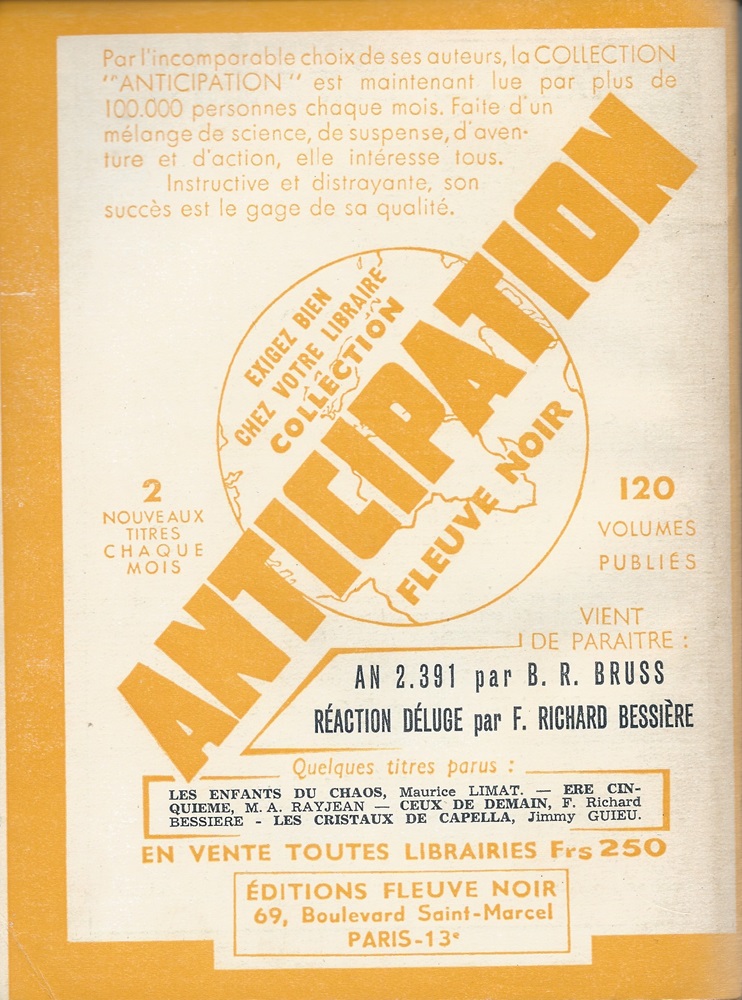 Par l'incomparable choix de ses auteurs, la COLLECTION
"ANTICIPATION" est maintenant lue par plus de
100.000 personnes chaque mois. Faite d'un
mélange de science, de suspense, d'aven-
ture et d'action, elle intéresse tous.
Instructive et distrayante, son
succès est le gage de sa qualité.
EXIGEZ BIEN
CHEZ VOTRE LIBRAIRE
COLLECTION
ANTICIPATION
FLEUVE NOIR
2
NOUVEAUX
TITRES
CHAQUE
MOIS
120
VOLUMES
PUBLIÉS
VIENT
DE PARAITRE :
AN 2.391 par B. R. BRUSS
RÉACTION DÉLUGE par F. RICHARD BESSIÈRE
Quelques titres parus :
LES ENFANTS DU CHAOS, Maurice LIMAT. — ERE CIN-
QUIEME, M. A. RAYJEAN — CEUX DE DEMAIN, F. Richard
BESSIERE - LES CRISTAUX DE CAPELLA, Jimmy GUIEU.
EN VENTE TOUTES LIBRAIRIES Frs 250
ÉDITIONS FLEUVE NOIR
69, Boulevard Saint-Marcel
PARIS-13e